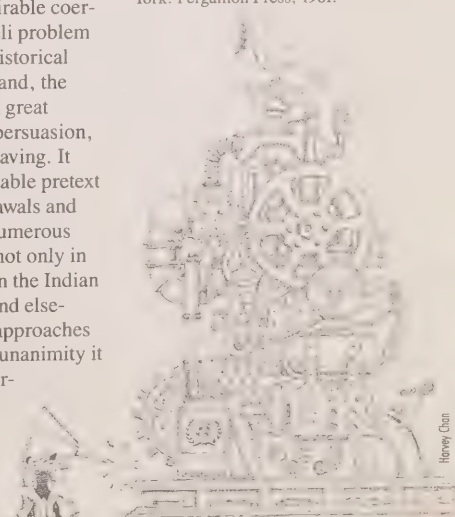 irable coer-
li problem
istorical
and, the
great
persuasion,
aving. It
able pretext
awals and
umerous
not only in
n the Indian
nd else-
approaches
unanimity it
r-
York: Pergamon Press, 1981.
Harvey Chan